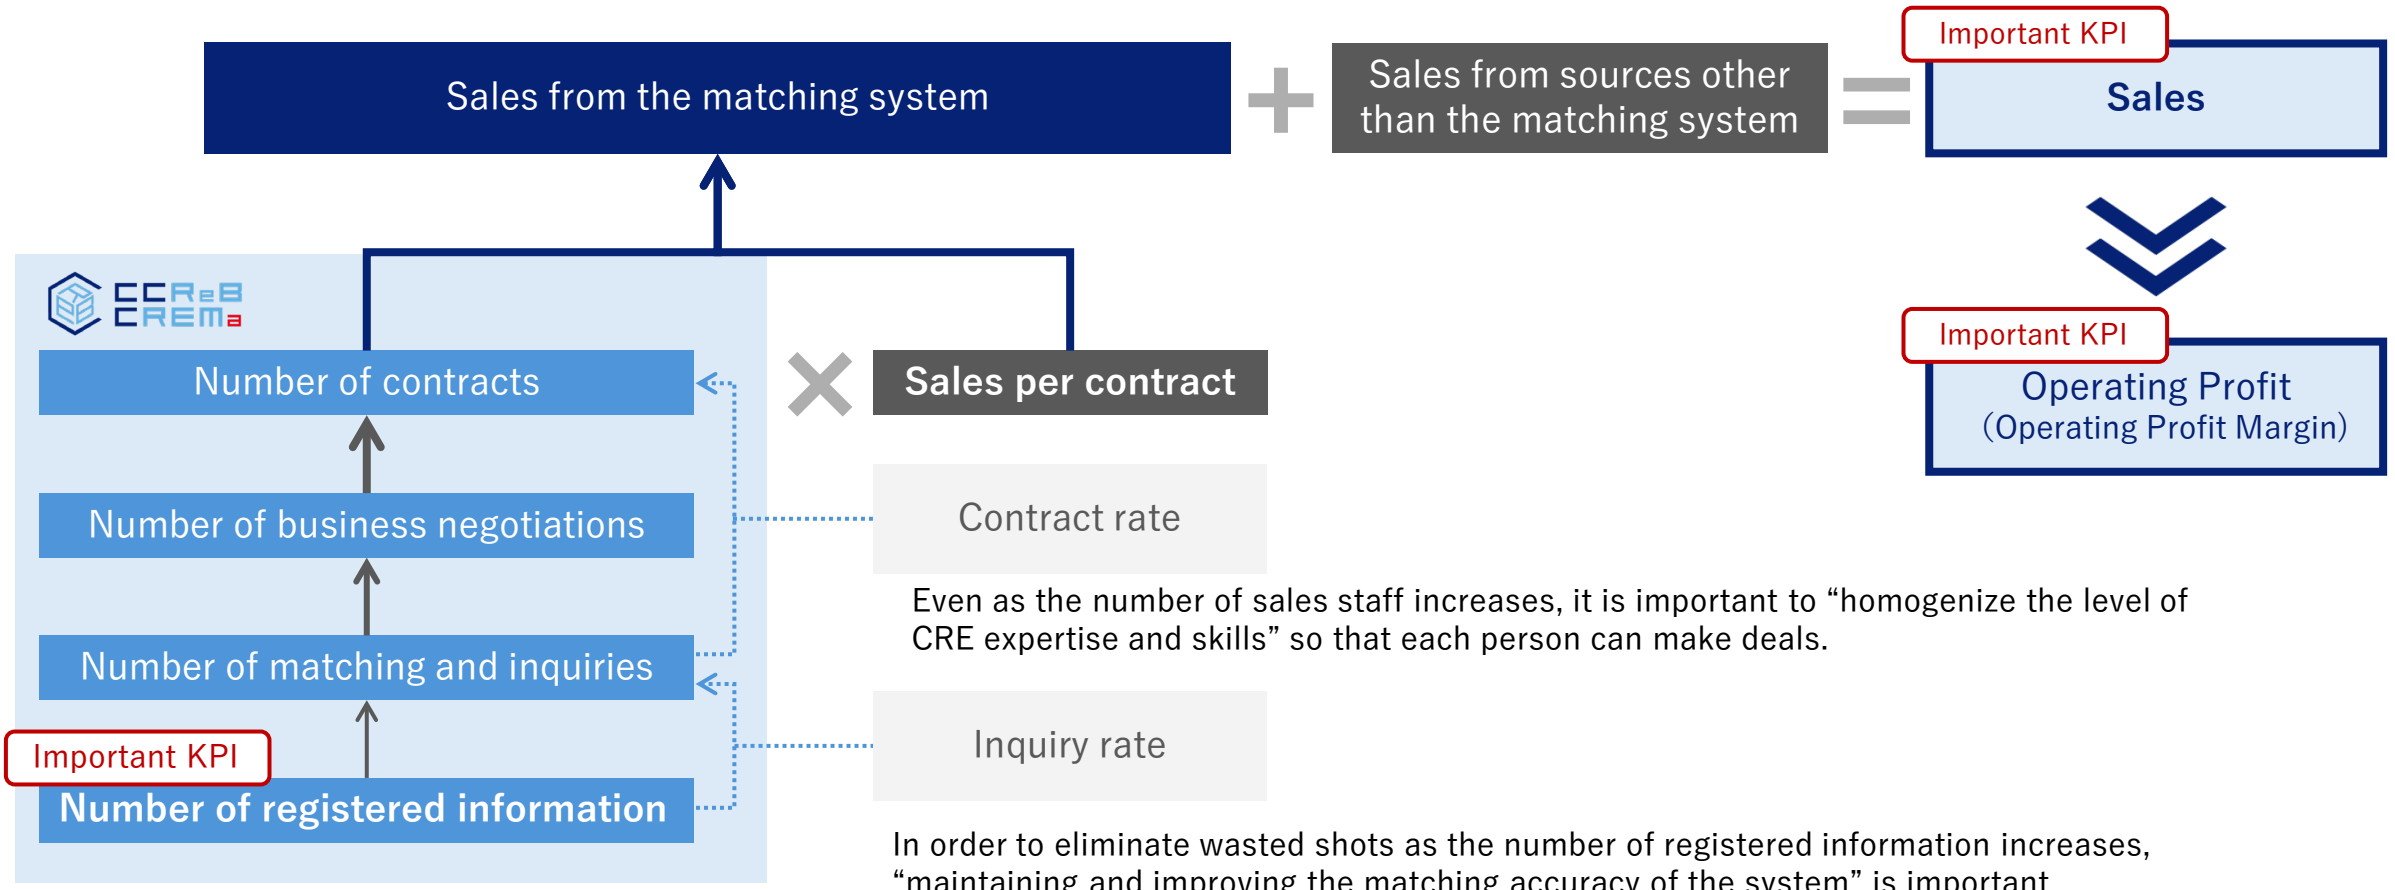 Important KPI
Sales from the matching system
Sales from sources other
than the matching system
Sales
CCReB
CREMa
Important KPI
Number of contracts
Sales per contract
Operating Profit
（Operating Profit Margin）
Number of business negotiations
Contract rate
Even as the number of sales staff increases, it is important to “homogenize the level of
CRE expertise and skills” so that each person can make deals.
Number of matching and inquiries
Inquiry rate
Important KPI
Number of registered information
In order to eliminate wasted shots as the number of registered information increases,
“maintaining and improving the matching accuracy of the system” is important